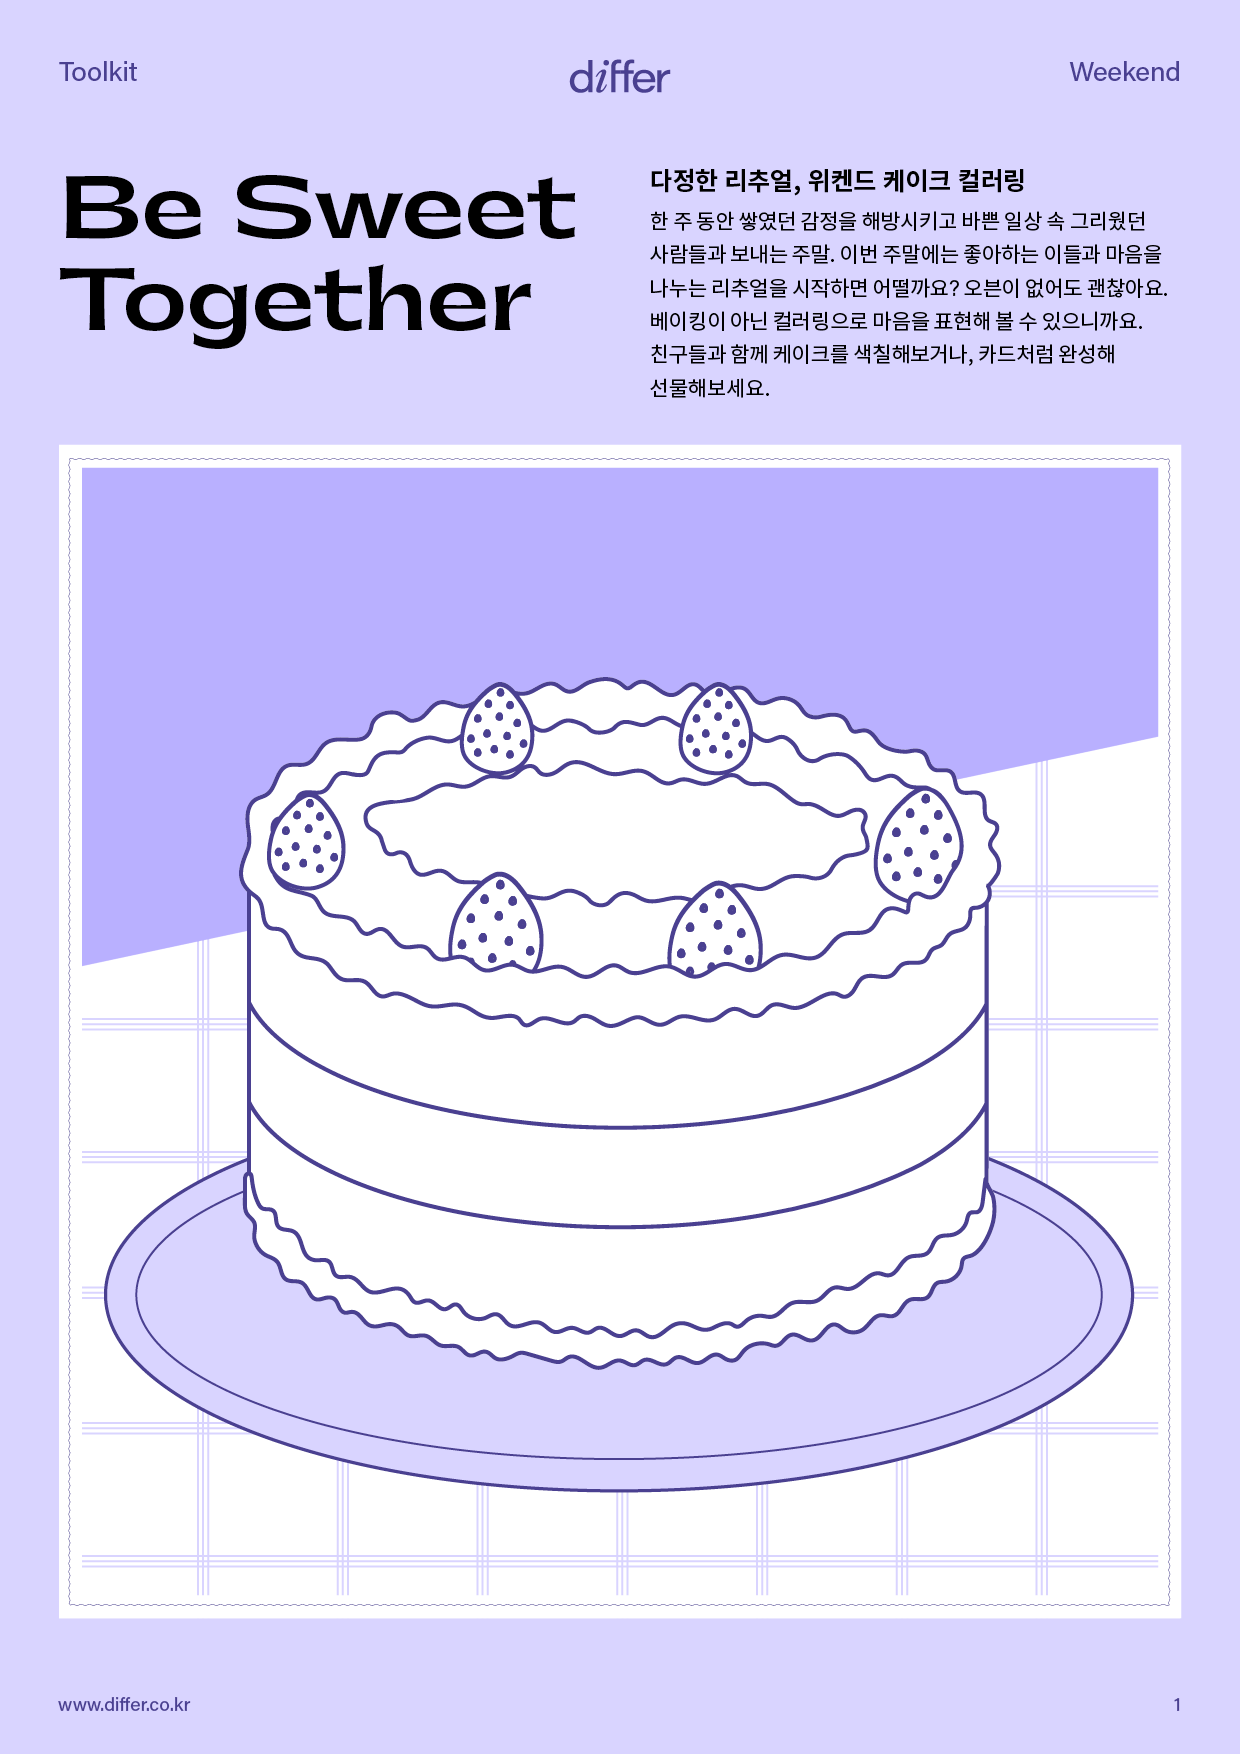 Toolkit
differ
Weekend
Be Sweet
Together
다정한 리추얼, 위켄드 케이크 컬러링
한 주 동안 쌓였던 감정을 해방시키고 바쁜 일상 속 그리웠던
사람들과 보내는 주말. 이번 주말에는 좋아하는 이들과 마음을
나누는 리추얼을 시작하면 어떨까요? 오븐이 없어도 괜찮아요.
베이킹이 아닌 컬러링으로 마음을 표현해 볼 수 있으니까요.
친구들과 함께 케이크를 색칠해보거나, 카드처럼 완성해
선물해보세요.
www.differ.co.kr
1